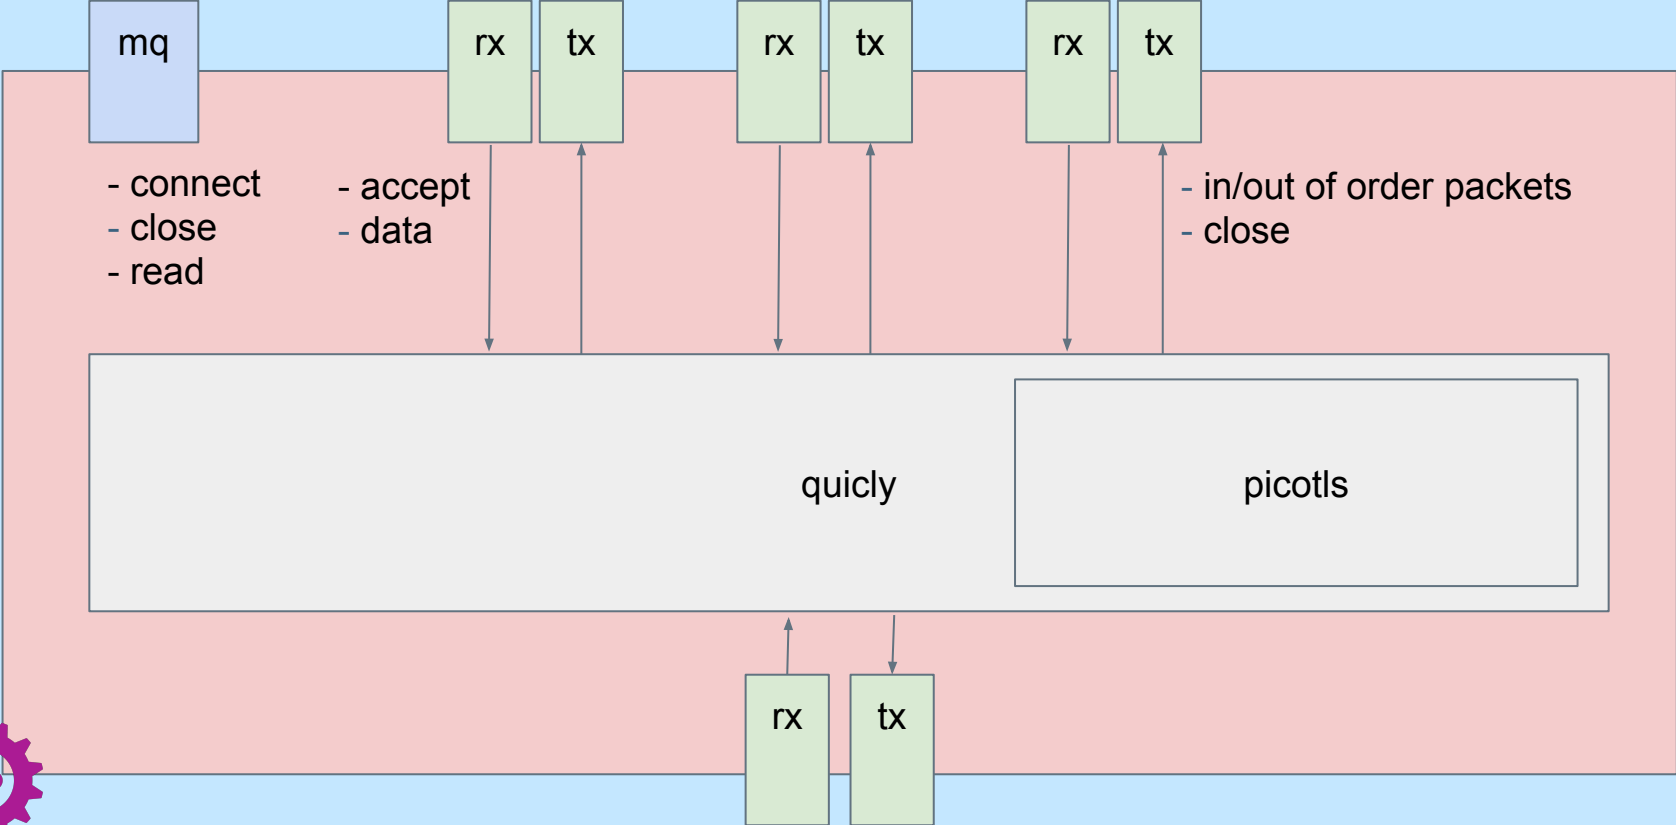 mq
rx
tx
rx
tx
rx
tx
- connect
- close
- read
- accept
- data
- in/out of order packets
- close
quicly
picotls
rx
tx